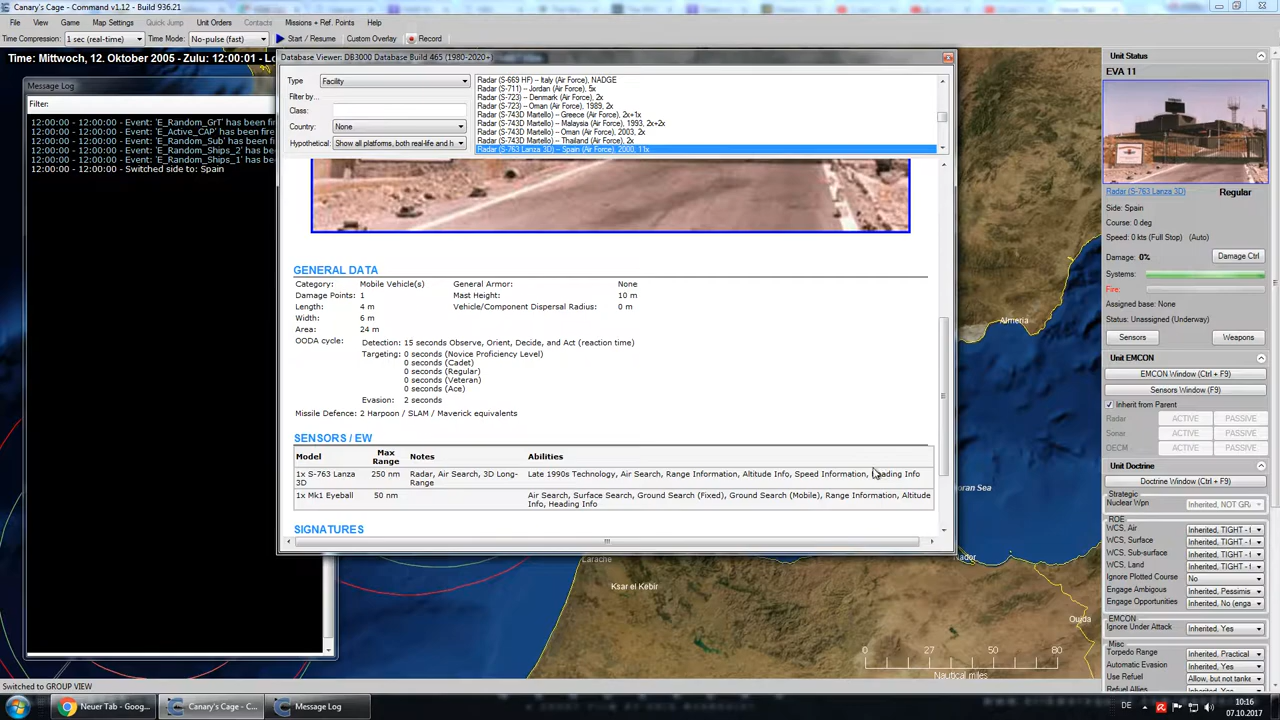 Canary's Cage - Command v1.12 - Build 936.21
File View Game Map Settings Quick Jump Unit Orders Contacts Missions + Ref. Points Help
Time Compression: 1 sec (real-time) Time Mode: No-pulse (fast) Start / Resume Custom Overlay Record
Time: Mittwoch, 12. Oktober 2005 - Zulu: 12:00:01 - Lo
Message Log
Filter:
12:00:00 - 12:00:00 - Event: 'E_Random_GrT' has been fire
12:00:00 - 12:00:00 - Event: 'E_Active_CAP' has been fire
12:00:00 - 12:00:00 - Event: 'E_Random_Sub' has been fire
12:00:00 - 12:00:00 - Event: 'E_Random_Ships_2' has be
12:00:00 - 12:00:00 - Event: 'E_Random_Ships_1' has be
12:00:00 - 12:00:00 - Switched side to: Spain
Database Viewer: DB3000 Database Build 465 (1980-2020+)
Type Facility
Filter by...
Class:
Country: None
Hypothetical: Show all platforms, both real-life and h
Radar (S-669 HF) -- Italy (Air Force), NADGE
Radar (S-711) -- Jordan (Air Force), 5x
Radar (S-723) -- Denmark (Air Force), 2x
Radar (S-723) -- Oman (Air Force), 1989, 2x
Radar (S-743D Martello) -- Greece (Air Force), 2x+1x
Radar (S-743D Martello) -- Malaysia (Air Force), 1993, 2x+2x
Radar (S-743D Martello) -- Oman (Air Force), 2003, 2x
Radar (S-743D Martello) -- Thailand (Air Force), 2x
Radar (S-763 Lanza 3D) -- Spain (Air Force), 2000, 11x
GENERAL DATA
Category: Mobile Vehicle(s) General Armor: None
Damage Points: 1 Mast Height: 10 m
Length: 4 m Vehicle/Component Dispersal Radius: 0 m
Width: 6 m
Area: 24 m
OODA cycle: Detection: 15 seconds Observe, Orient, Decide, and Act (reaction time)
Targeting: 0 seconds (Novice Proficiency Level)
0 seconds (Cadet)
0 seconds (Regular)
0 seconds (Veteran)
0 seconds (Ace)
Evasion: 2 seconds
Missile Defence: 2 Harpoon / SLAM / Maverick equivalents
SENSORS / EW
Model Max Range Notes Abilities
1x S-763 Lanza 3D 250 nm Radar, Air Search, 3D Long-Range Late 1990s Technology, Air Search, Range Information, Altitude Info, Speed Information, Heading Info
1x Mk1 Eyeball 50 nm Air Search, Surface Search, Ground Search (Fixed), Ground Search (Mobile), Range Information, Altitude Info, Heading Info
SIGNATURES
Almeria
oran Sea
Larache
Nador
Ksar el Kebir
Oujda
0 27 50 80
Nautical miles
Unit Status
EVA 11
Radar (S-763 Lanza 3D) Regular
Side: Spain
Course: 0 deg
Speed: 0 kts (Full Stop) (Auto)
Damage: 0% Damage Ctrl
Systems:
Fire:
Assigned base: None
Status: Unassigned (Underway)
Sensors Weapons
Unit EMCON
EMCON Window (Ctrl + F9)
Sensors Window (F9)
Inherit from Parent
Radar ACTIVE PASSIVE
Sonar ACTIVE PASSIVE
OECM ACTIVE PASSIVE
Unit Doctrine
Doctrine Window (Ctrl + F9)
Strategic
Nuclear Wpn Inherited, NOT GR
ROE
WCS, Air Inherited, TIGHT - f
WCS, Surface Inherited, TIGHT - f
WCS, Sub-surface Inherited, TIGHT - f
WCS, Land Inherited, TIGHT - f
Ignore Plotted Course No
Engage Ambiguous Inherited, Pessimis
Engage Opportunities Inherited, No (enga
EMCON
Ignore Under Attack Inherited, Yes
Misc
Torpedo Range Inherited, Practical
Automatic Evasion Inherited, Yes
Use Refuel Allow, but not tanke
Refuel Allies Inherited, Yes
Switched to GROUP VIEW
Neuer Tab - Goog... Canary's Cage - C... Message Log
DE 10:16
07.10.2017